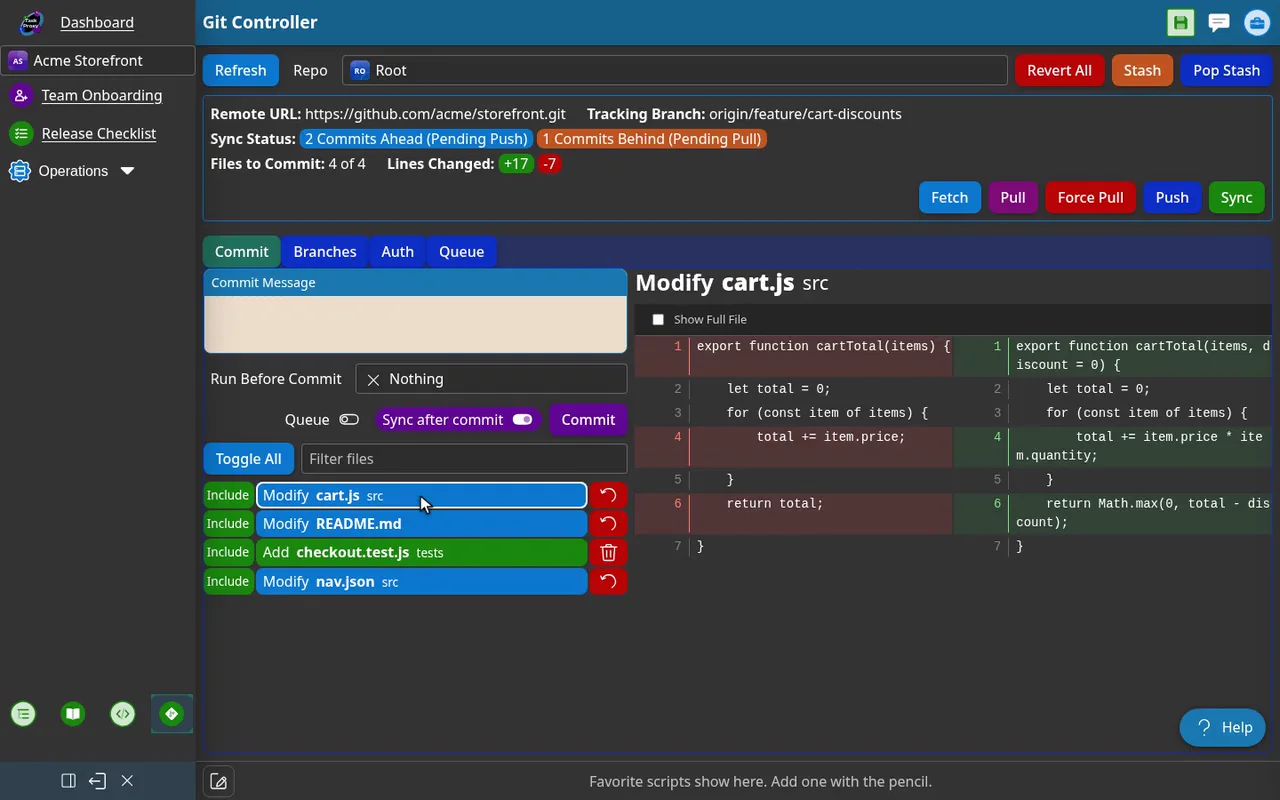 Dashboard
Git Controller
AS Acme Storefront
Team Onboarding
Release Checklist
Operations
Refresh Repo RO Root Revert All Stash Pop Stash
Remote URL: https://github.com/acme/storefront.git Tracking Branch: origin/feature/cart-discounts
Sync Status: 2 Commits Ahead (Pending Push) 1 Commits Behind (Pending Pull)
Files to Commit: 4 of 4 Lines Changed: +17 -7
Fetch Pull Force Pull Push Sync
Commit Branches Auth Queue
Commit Message
Run Before Commit Nothing
Queue Sync after commit Commit
Toggle All Filter files
Include Modify cart.js src
Include Modify README.md
Include Add checkout.test.js tests
Include Modify nav.json src
Modify cart.js src
Show Full File
1 export function cartTotal(items) {
2 let total = 0;
3 for (const item of items) {
4 total += item.price;
5 }
6 return total;
7 }
1 export function cartTotal(items, d
iscount = 0) {
2 let total = 0;
3 for (const item of items) {
4 total += item.price * ite
m.quantity;
5 }
6 return Math.max(0, total - dis
count);
7 }
? Help
Favorite scripts show here. Add one with the pencil.